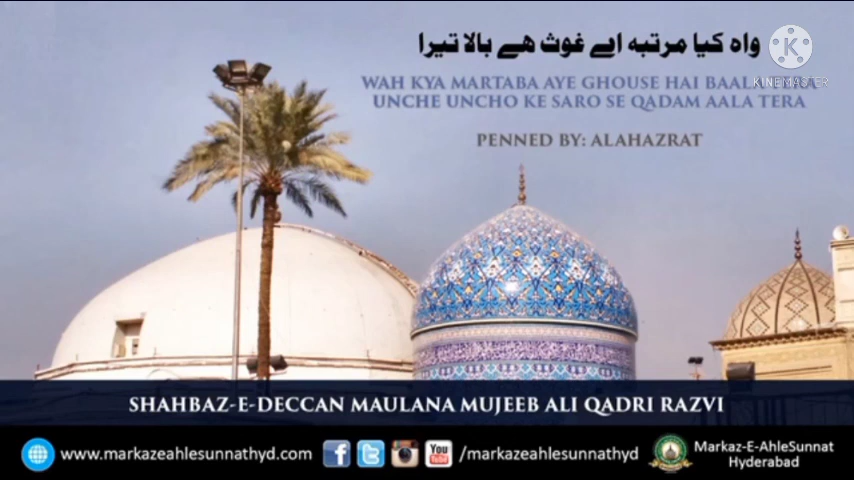 واہ کیا مرتبہ اے غوث ہے بالا تیرا
KINEMASTER
WAH KYA MARTABA AYE GHOUSE HAI
UNCHE UNCHO KE SARO SE QADAM AALA TERA
PENNED BY: ALAHAZRAT
SHAHBAZ-E-DECCAN MAULANA MUJEEB ALI QADRI RAZVI
www.markazeahlesunnathyd.com
You Tube
/markazeahlesunnathyd
Markaz-E-AhleSunnat
Hyderabad